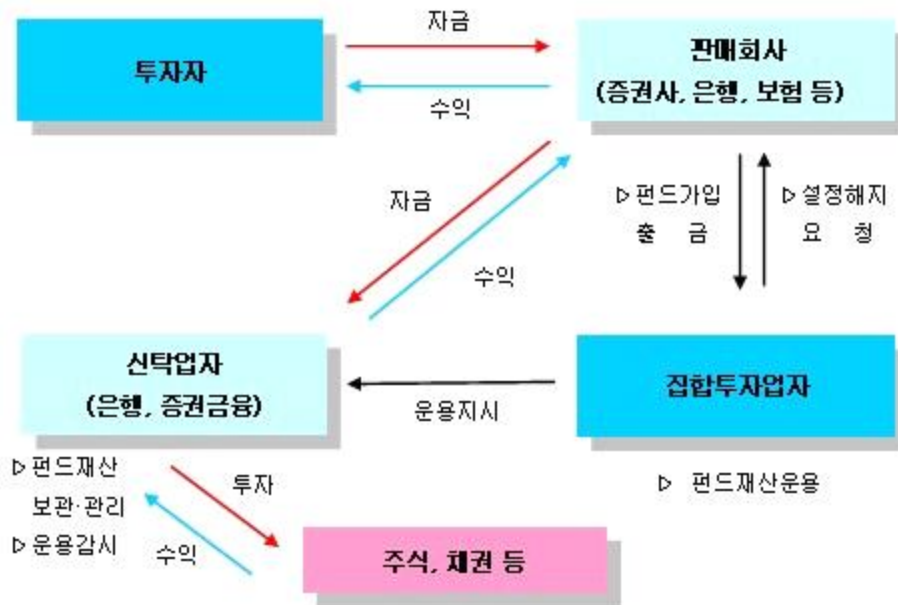 자금
투자자
판매회사
(증권사, 은행, 보험 등)
수익
자금
▷펀드가입
출 금
▷설정해지
요 청
수익
신탁업자
(은행, 증권금융)
운용지시
집합투자업자
▷펀드재산
보관·관리
▷운용감시
투자
수익
▷ 펀드재산운용
주식, 채권 등